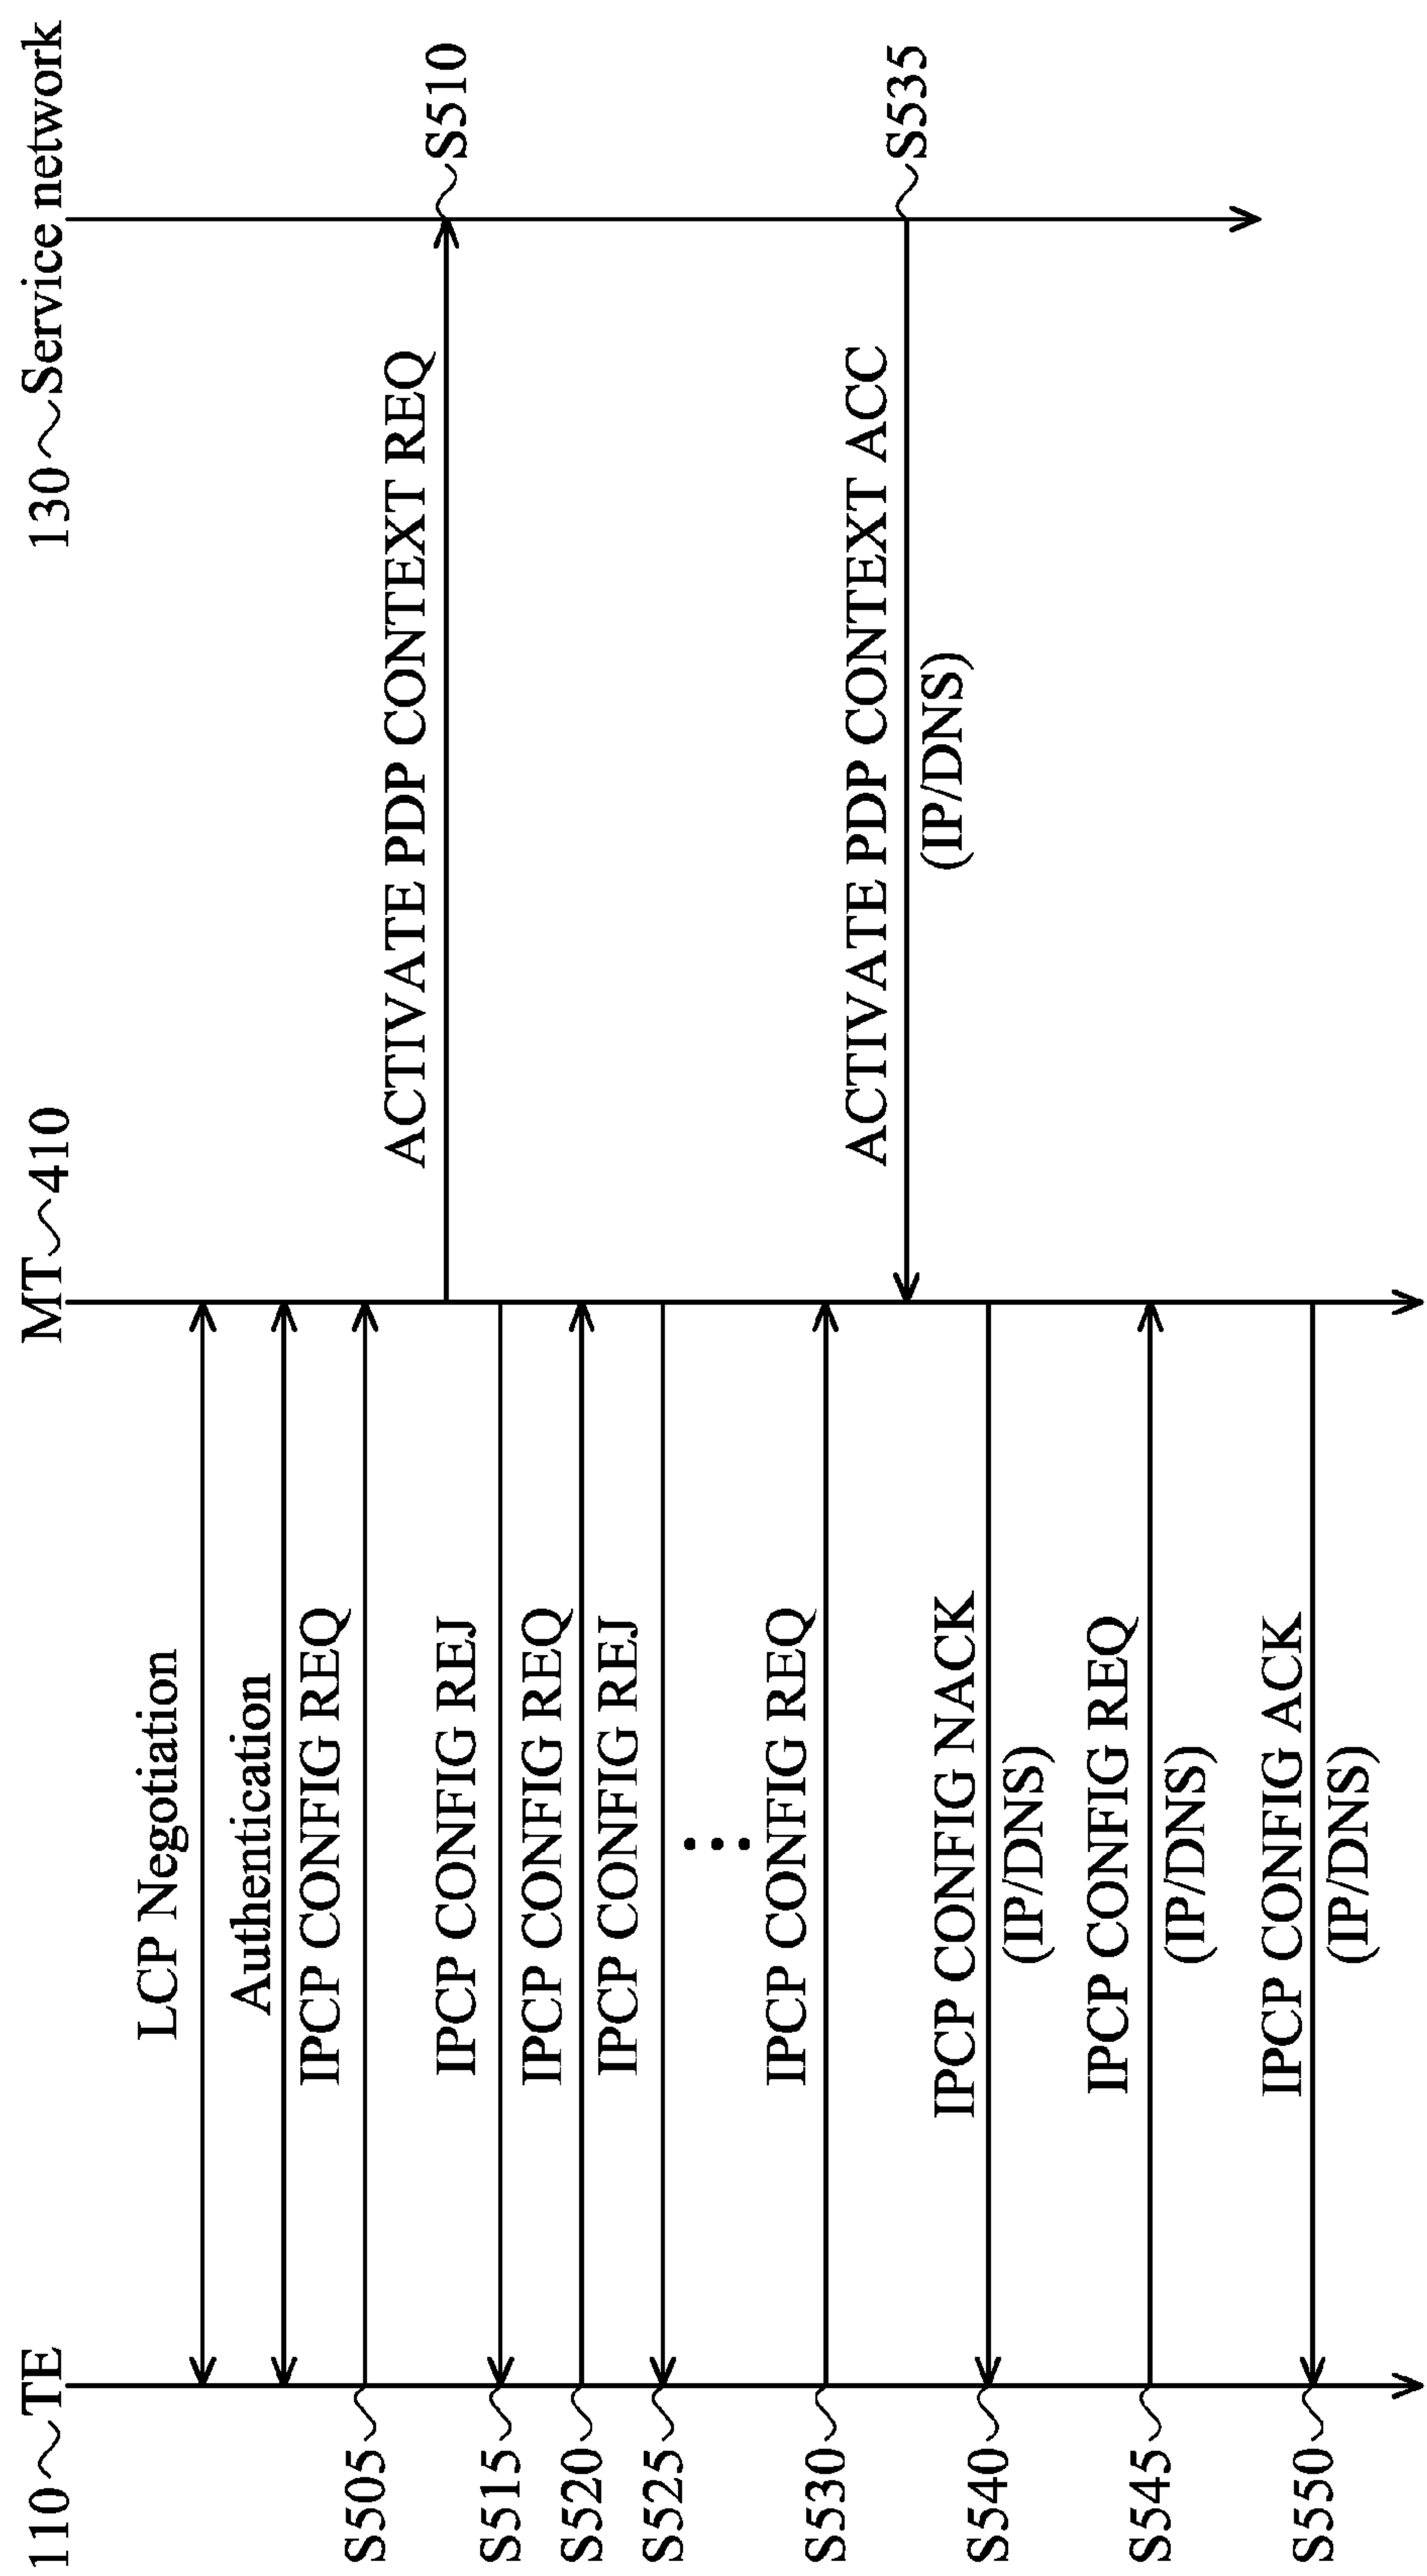 110 TE
MT 410
130 Service network
LCP Negotiation
Authentication
IPCP CONFIG REQ
S505
ACTIVATE PDP CONTEXT REQ
S510
IPCP CONFIG REJ
S515
IPCP CONFIG REQ
S520
IPCP CONFIG REJ
S525
IPCP CONFIG REQ
S530
ACTIVATE PDP CONTEXT ACC
(IP/DNS)
S535
IPCP CONFIG NACK
(IP/DNS)
S540
IPCP CONFIG REQ
(IP/DNS)
S545
IPCP CONFIG ACK
(IP/DNS)
S550